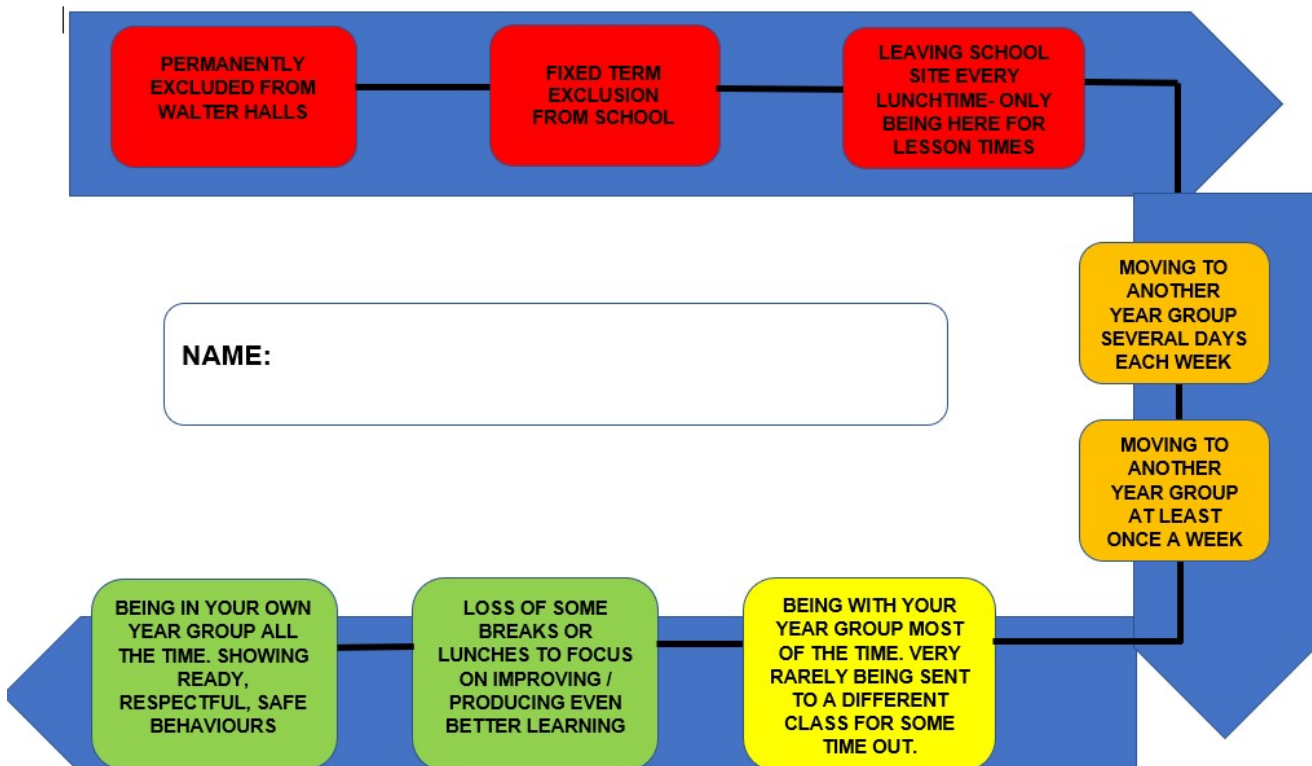 PERMANENTLY
EXCLUDED FROM
WALTER HALLS
FIXED TERM
EXCLUSION
FROM SCHOOL
LEAVING SCHOOL
SITE EVERY
LUNCHTIME- ONLY
BEING HERE FOR
LESSON TIMES
MOVING TO
ANOTHER
YEAR GROUP
SEVERAL DAYS
EACH WEEK
NAME:
MOVING TO
ANOTHER
YEAR GROUP
AT LEAST
ONCE A WEEK
BEING IN YOUR OWN
YEAR GROUP ALL
THE TIME. SHOWING
READY,
RESPECTFUL, SAFE
BEHAVIOURS
LOSS OF SOME
BREAKS OR
LUNCHES TO FOCUS
ON IMPROVING /
PRODUCING EVEN
BETTER LEARNING
BEING WITH YOUR
YEAR GROUP MOST
OF THE TIME. VERY
RARELY BEING SENT
TO A DIFFERENT
CLASS FOR SOME
TIME OUT.